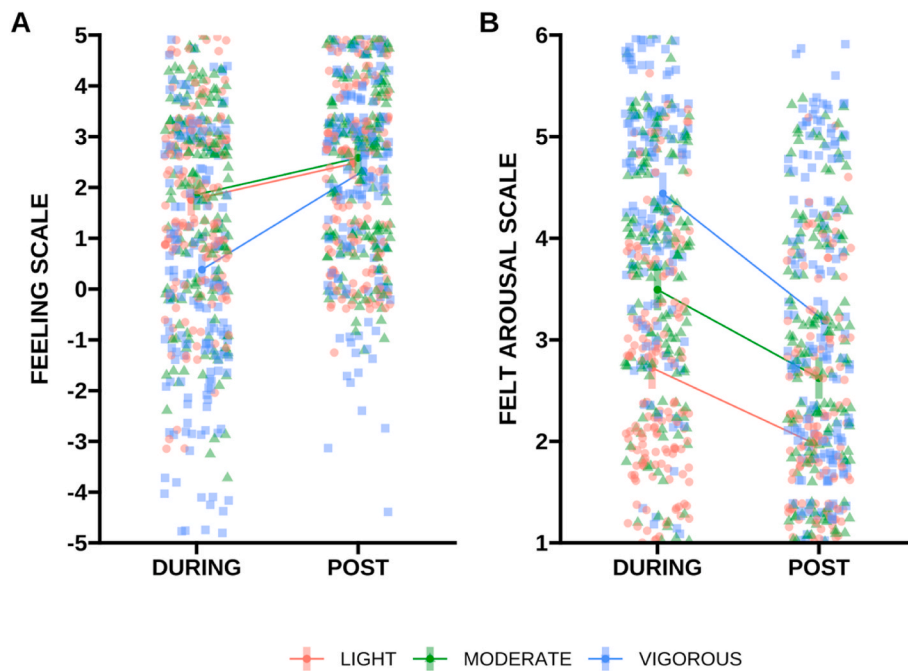 A
FEELING SCALE
5
4
3
2
1
0
-1
-2
-3
-4
-5
DURING POST
B
FELT AROUSAL SCALE
6
5
4
3
2
1
DURING POST
LIGHT MODERATE VIGOROUS